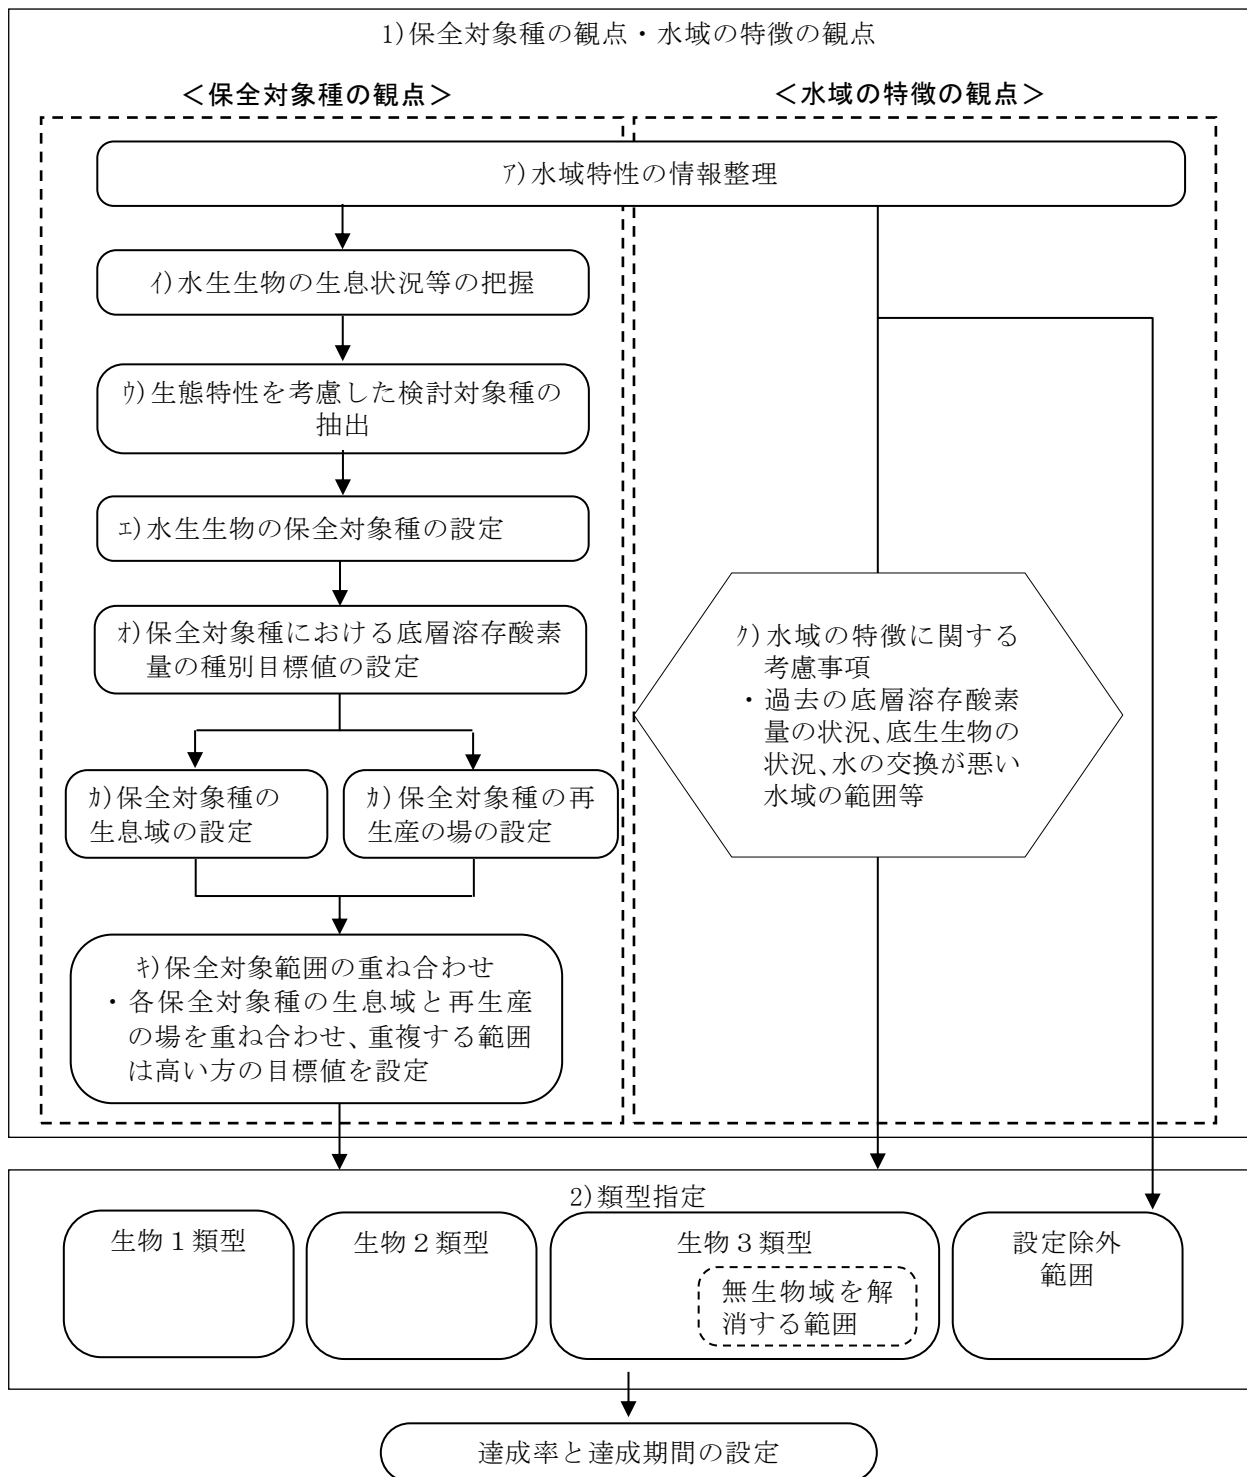 1)保全対象種の観点・水域の特徴の観点
＜保全対象種の観点＞
＜水域の特徴の観点＞
ｱ)水域特性の情報整理
ｲ)水生生物の生息状況等の把握
ｳ)生態特性を考慮した検討対象種の
抽出
ｴ)水生生物の保全対象種の設定
ｵ)保全対象種における底層溶存酸素
量の種別目標値の設定
ｶ)保全対象種の
生息域の設定
ｶ)保全対象種の再
生産の場の設定
ｷ)保全対象範囲の重ね合わせ
・各保全対象種の生息域と再生産
の場を重ね合わせ、重複する範囲
は高い方の目標値を設定
ｸ)水域の特徴に関する
考慮事項
・過去の底層溶存酸素
量の状況、底生生物の
状況、水の交換が悪い
水域の範囲等
2)類型指定
生物１類型
生物２類型
生物３類型
無生物域を解
消する範囲
設定除外
範囲
達成率と達成期間の設定